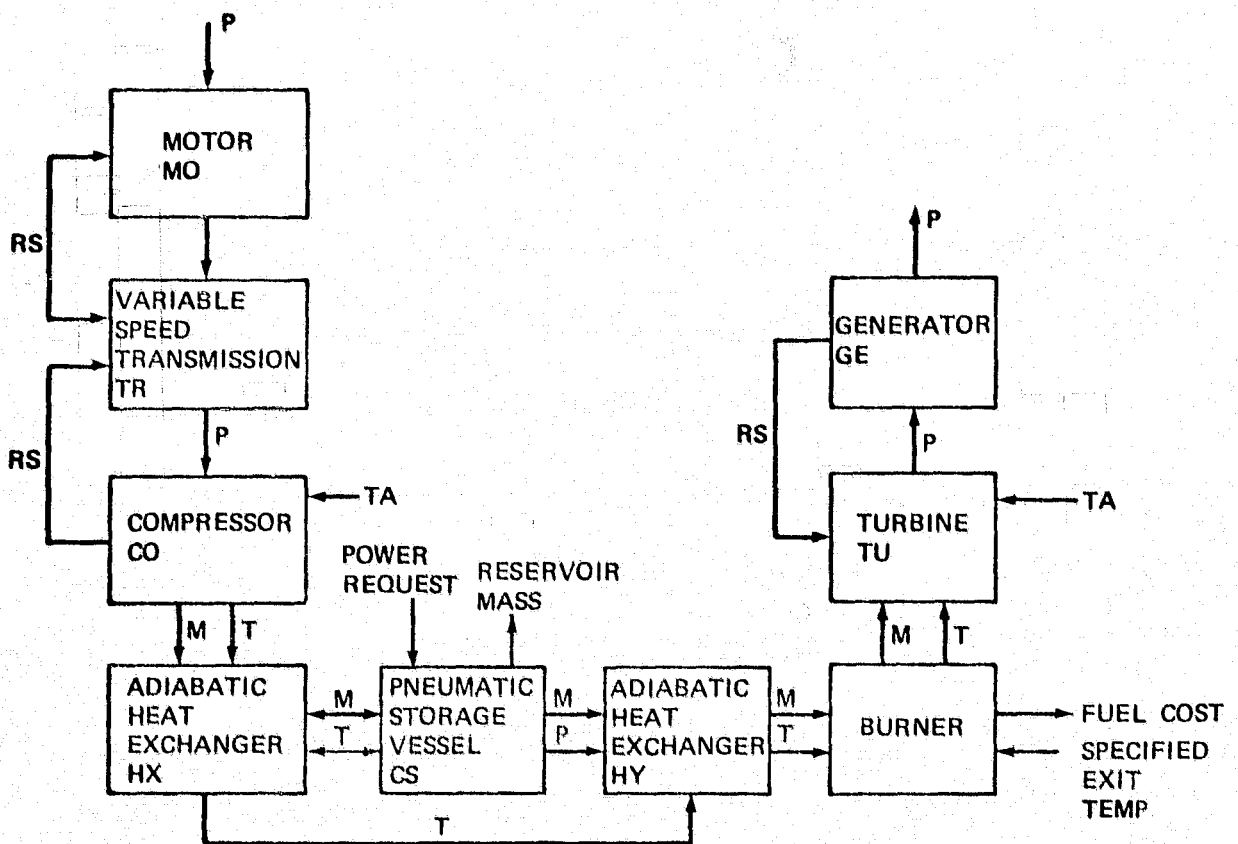 P
MOTOR
MO
RS
VARIABLE
SPEED
TRANSMISSION
TR
P
RS
COMPRESSOR
CO
TA
M
T
ADIABATIC
HEAT
EXCHANGER
HX
M
T
POWER
REQUEST
RESERVOIR
MASS
PNEUMATIC
STORAGE
VESSEL
CS
M
P
T
ADIABATIC
HEAT
EXCHANGER
HY
M
T
BURNER
FUEL COST
SPECIFIED
EXIT
TEMP
M
T
TURBINE
TU
TA
RS
P
GENERATOR
GE
P